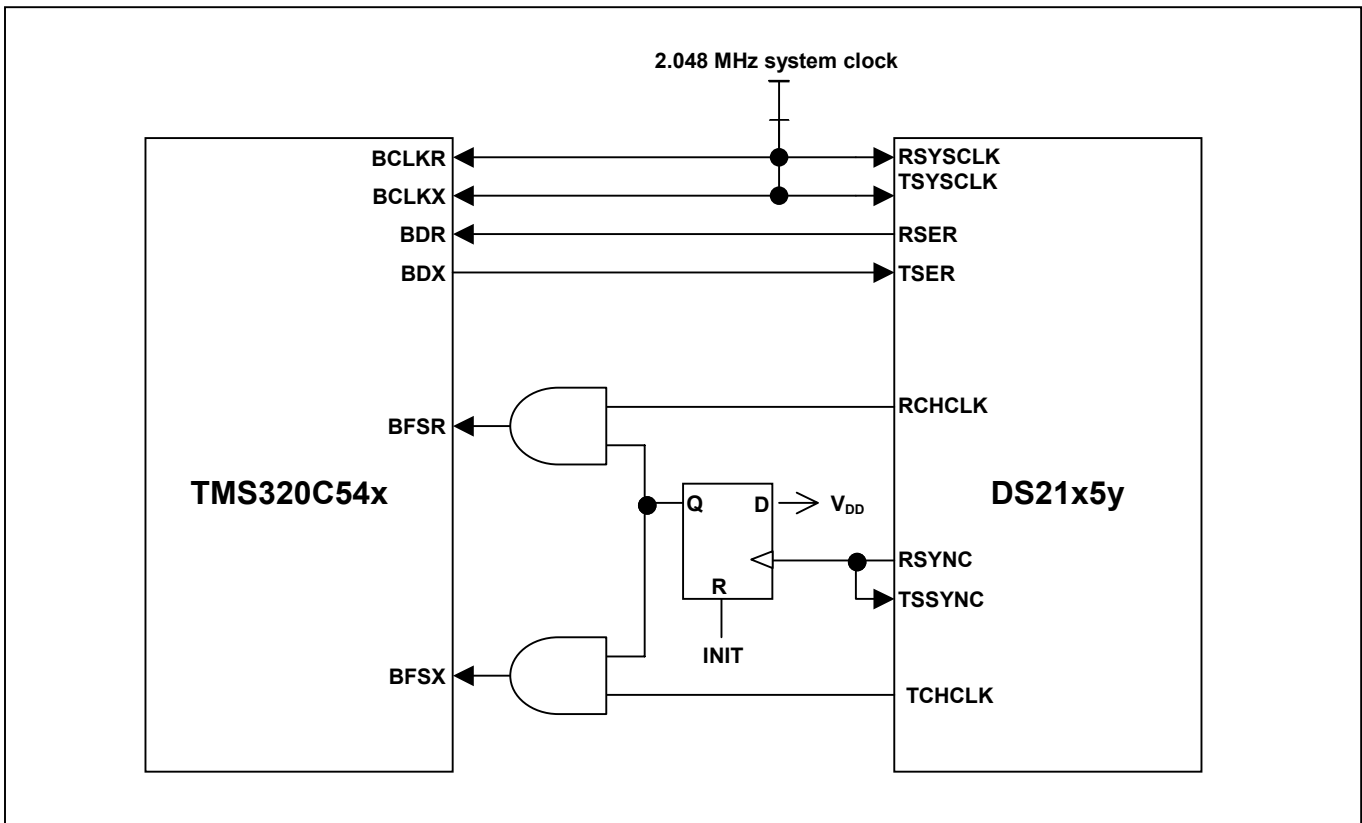 2.048 MHz system clock
BCLKR
RSYSCLK
BCLKX
TSYSCLK
BDR
RSER
BDX
TSER
RCHCLK
BFSR
TMS320C54x
DS21x5y
Q
D
VDD
RSYNC
R
TSSYNC
INIT
BFSX
TCHCLK